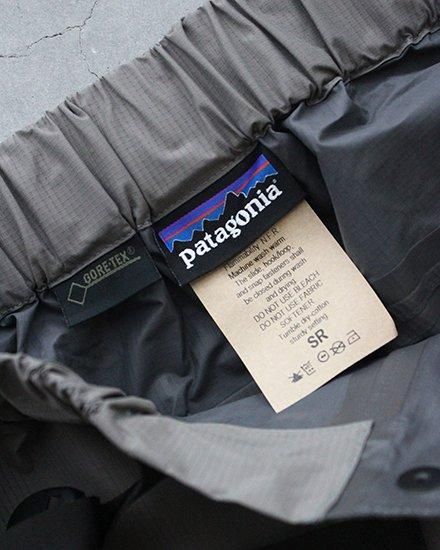 GORE-TEX®
patagonia®
Flammability N.F.R
Machine wash warm
The slide, hook/loop
and snap fasteners shall
be closed during wash
and drying
DO NOT USE BLEACH
DO NOT USE FABRIC
SOFTENER
Tumble dry-cotton
sturdy setting
SR